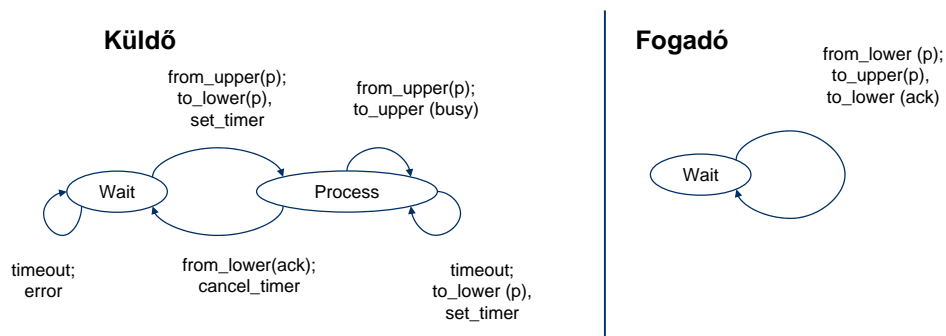 Küldő
from_upper(p);
to_lower(p),
set_timer
from_upper(p);
to_upper (busy)
Wait
Process
timeout;
error
from_lower(ack);
cancel_timer
timeout;
to_lower (p),
set_timer
Fogadó
from_lower (p);
to_upper(p),
to_lower (ack)
Wait